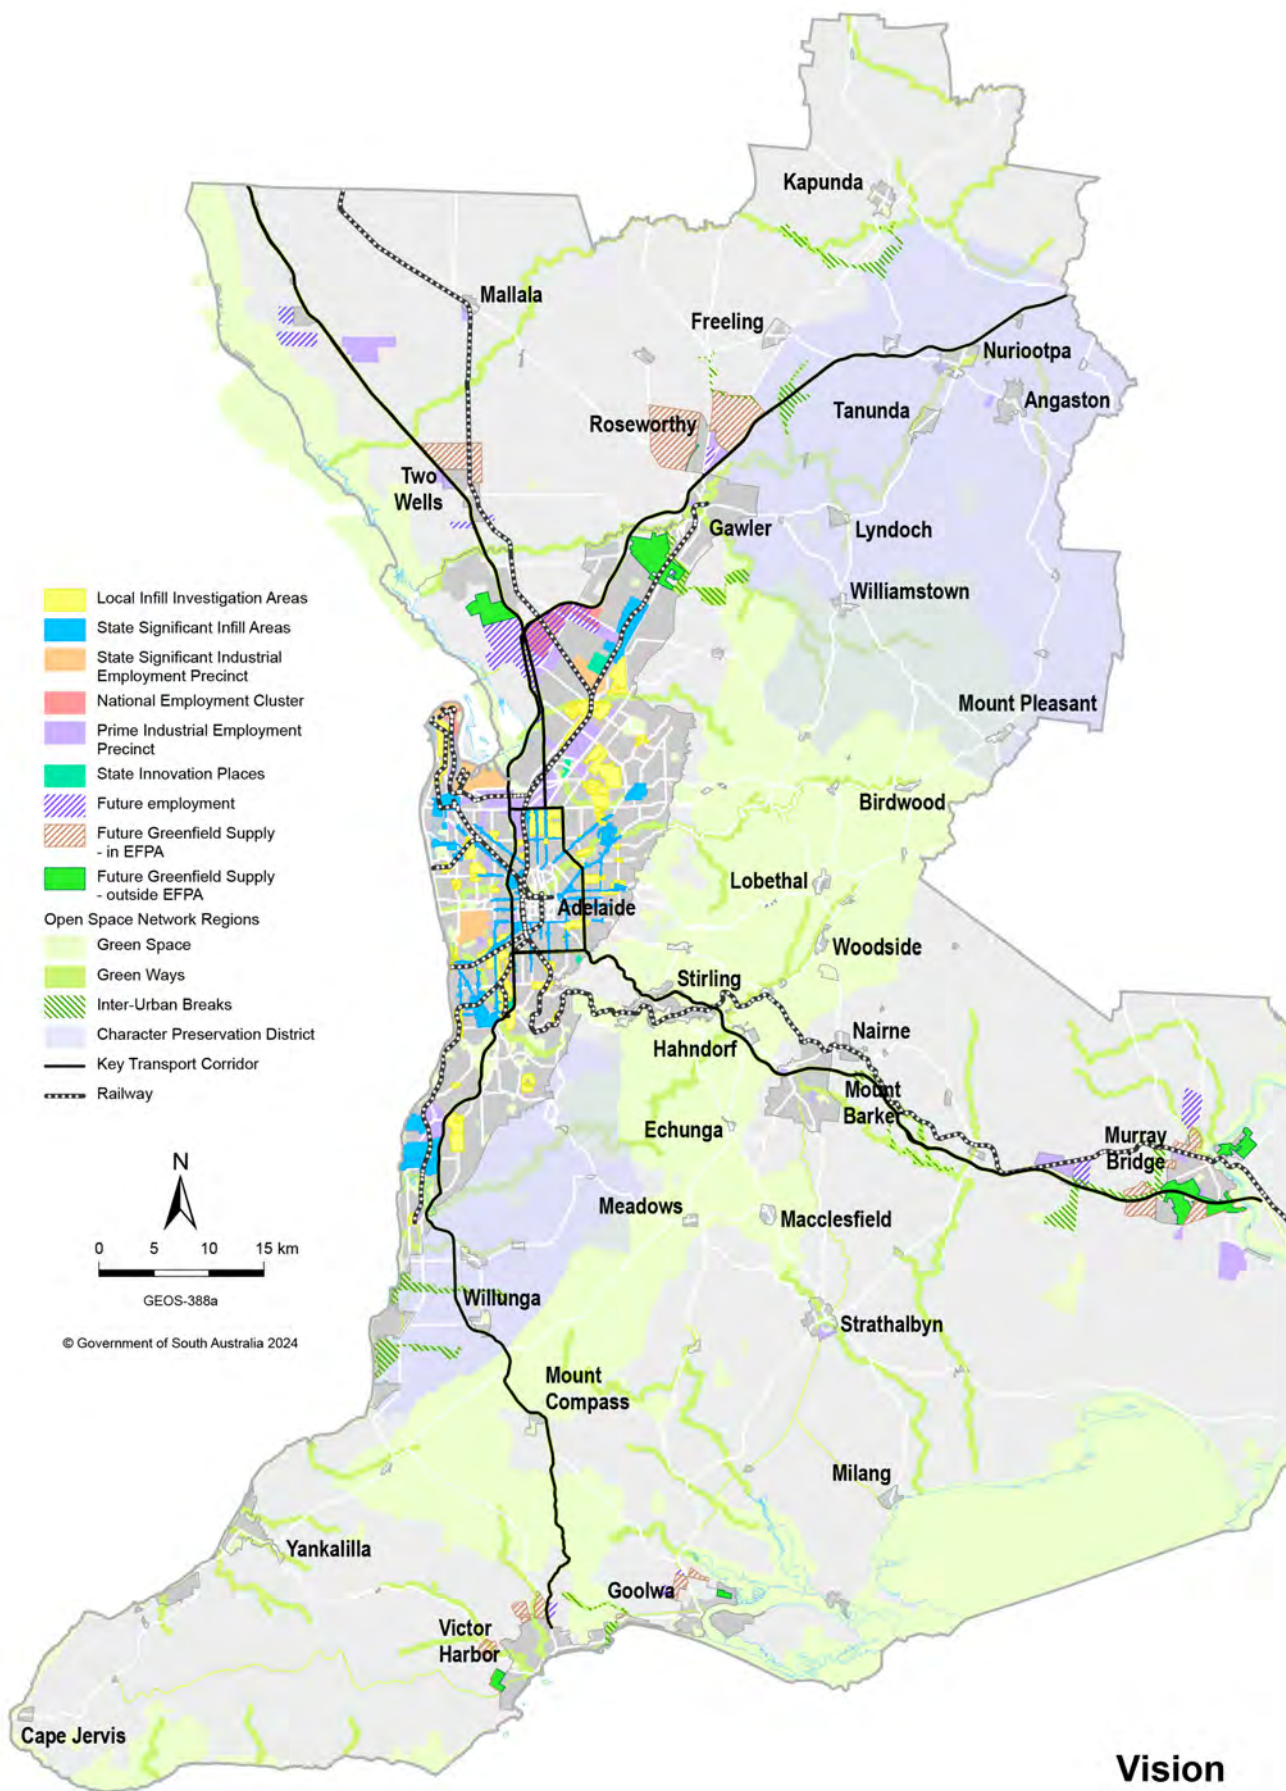 Kapunda
Mallala
Freeling
Nuriootpa
Tanunda
Angaston
Roseworthy
Two
Wells
Gawler
Lyndoch
Williamstown
Mount Pleasant
Birdwood
Lobethal
Adelaide
Woodside
Stirling
Hahndorf
Nairne
Mount
Barker
Echunga
Murray
Bridge
Meadows
Macclesfield
Willunga
Strathalbyn
Mount
Compass
Milang
Yankalilla
Goolwa
Victor
Harbor
Cape Jervis
Local Infill Investigation Areas
State Significant Infill Areas
State Significant Industrial
Employment Precinct
National Employment Cluster
Prime Industrial Employment
Precinct
State Innovation Places
Future employment
Future Greenfield Supply
- in EFPA
Future Greenfield Supply
- outside EFPA
Open Space Network Regions
Green Space
Green Ways
Inter-Urban Breaks
Character Preservation District
Key Transport Corridor
Railway
N
0 5 10 15 km
GEOS-388a
© Government of South Australia 2024
Vision